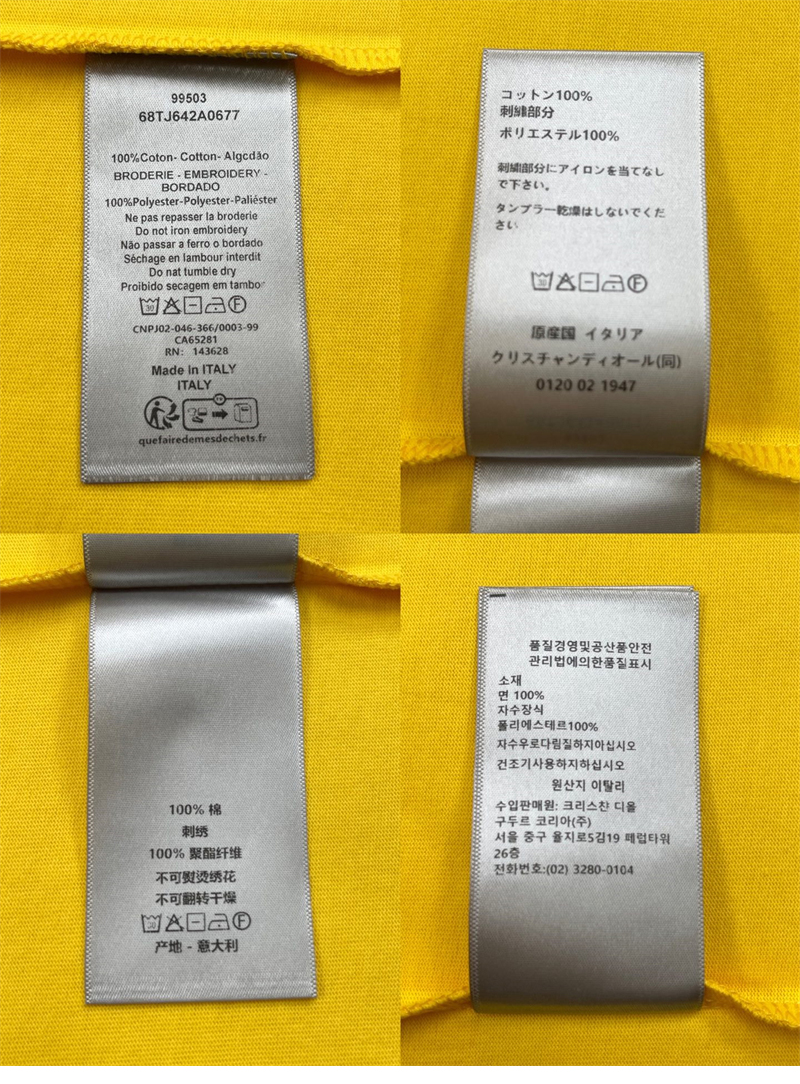 99503
68TJ642A0677
100%Coton- Cotton- Algcdão
BRODERIE - EMBROIDERY -
BORDADO
100%Polyester-Polyester-Paliéster
Ne pas repasser la broderie
Do not iron embroidery
Não passar a ferro o bordado
Séchage en lambour interdit
Do nat tumble dry
Proibido secagem em tambo
30
F
CNPJ02-046-366/0003-99
CA65281
RN: 143628
Made in ITALY
ITALY
quefairedemesdechets.fr
コットン100%
刺繍部分
ポリエステル100%
刺繍部分にアイロンを当てなし
で下さい。
タンプラー乾燥はしないでくだ
さい
30
F
原産国 イタリア
クリスチャンディオール(同)
0120 02 1947
100% 棉
刺绣
100% 聚酯纤维
不可熨烫绣花
不可翻转干燥
30
F
产地 - 意大利
품질경영및공산품안전
관리법에의한품질표시
소재
면 100%
자수장식
폴리에스테르100%
자수우로다림질하지아십시오
건조기사용하지하십시오
원산지 이탈리
수입판매원: 크리스챤 디올
구두르 코리아(주)
서울 중구 을지로5길19 페럼타워
26층
전화번호:(02) 3280-0104